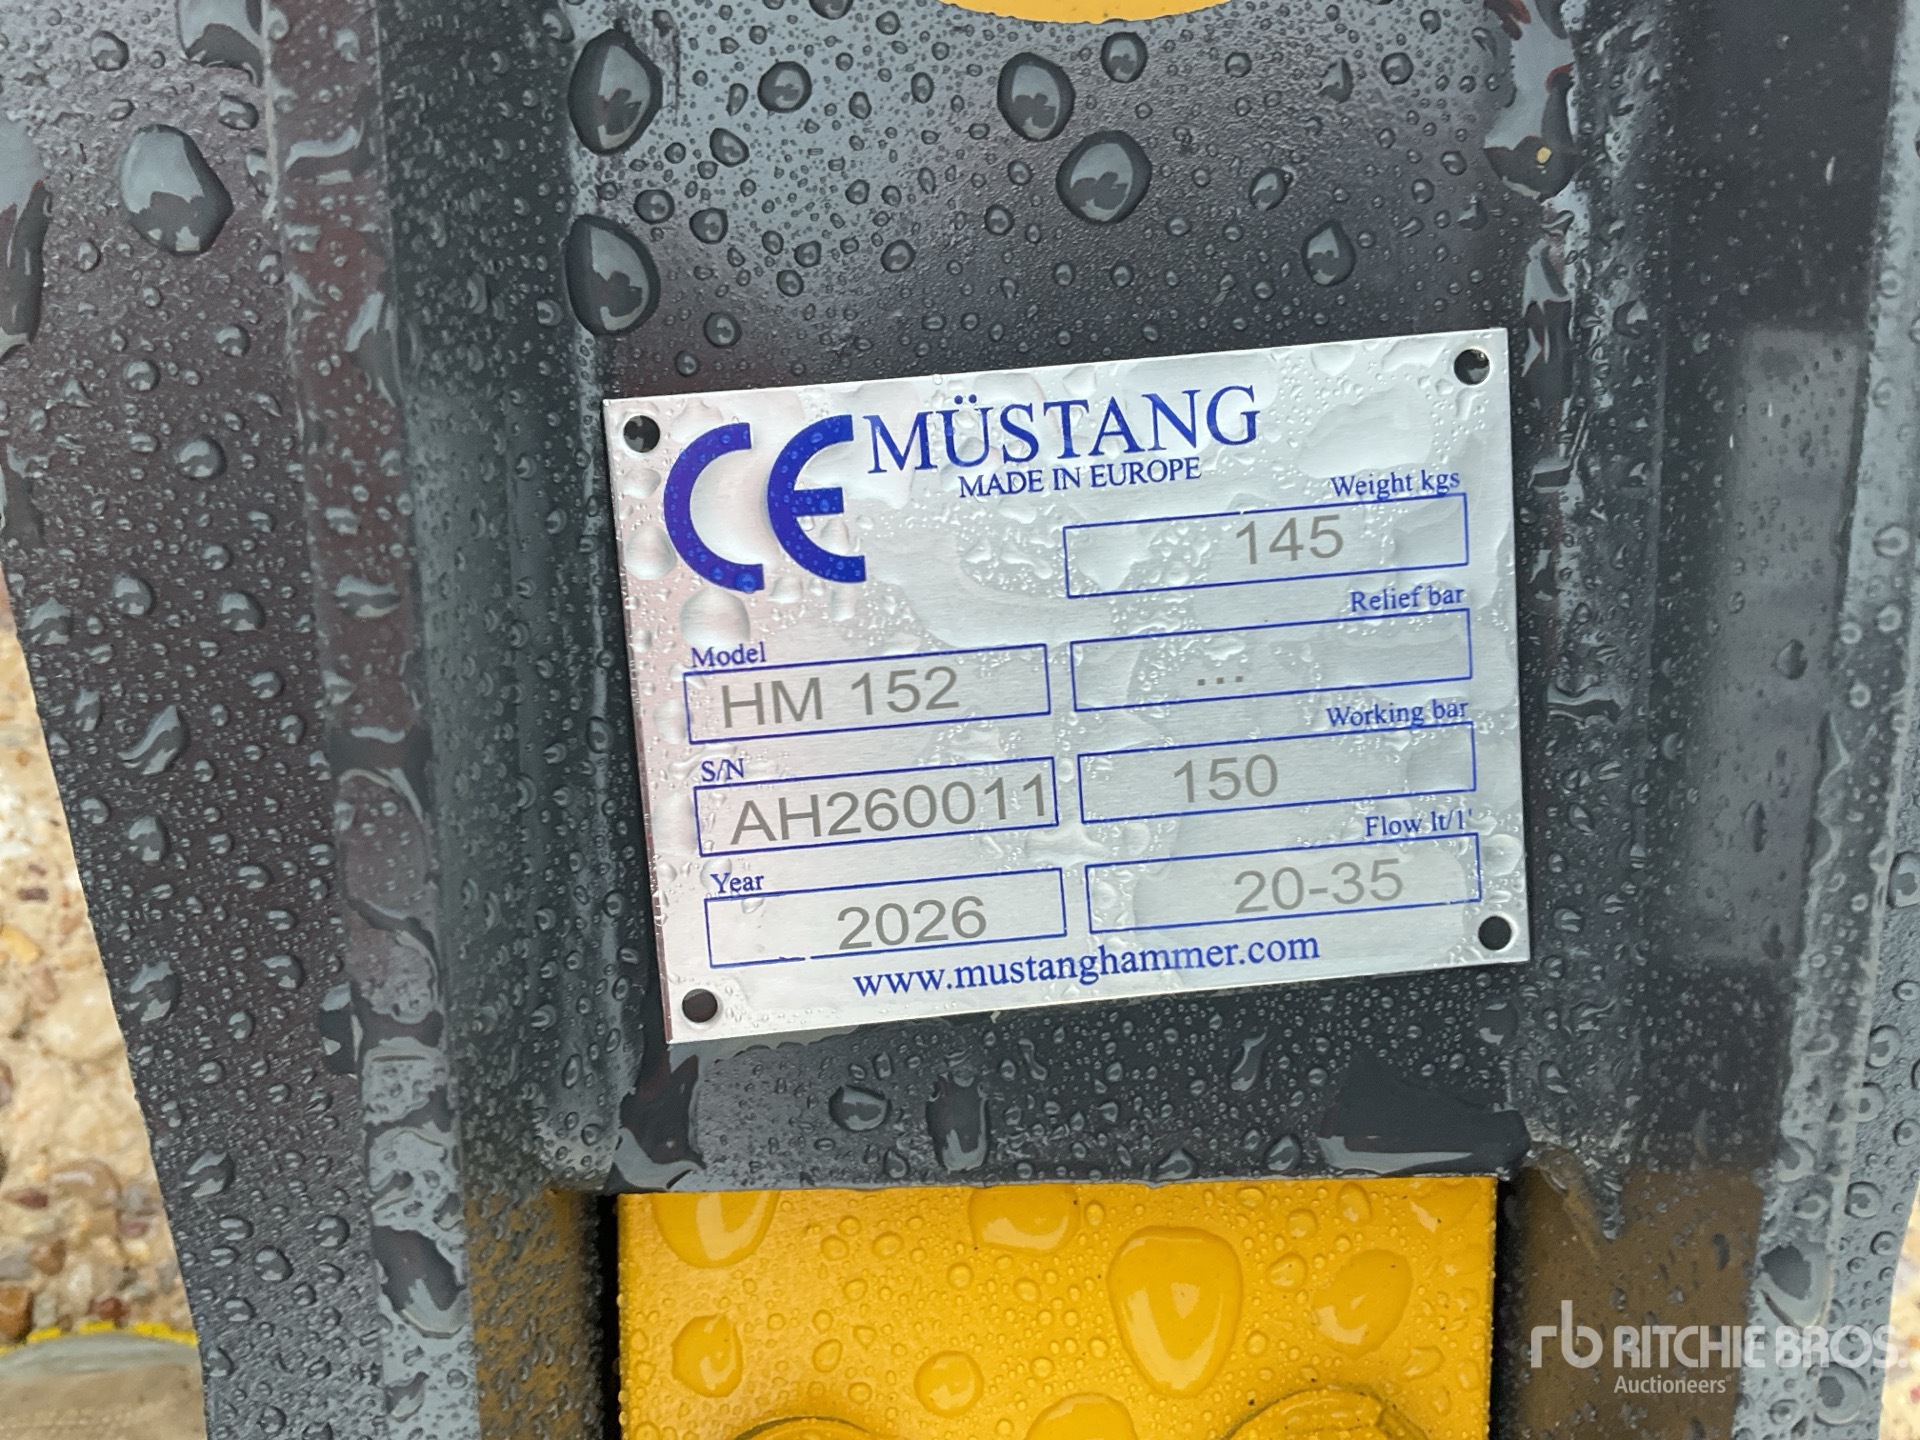 CE MÜSTANG
MADE IN EUROPE
Weight kgs
145
Relief bar
...
Model
HM 152
Working bar
150
S/N
AH260011
Flow lt/1'
20-35
Year
2026
www.mustanghammer.com
rb RITCHIE BROS.
Auctioneers